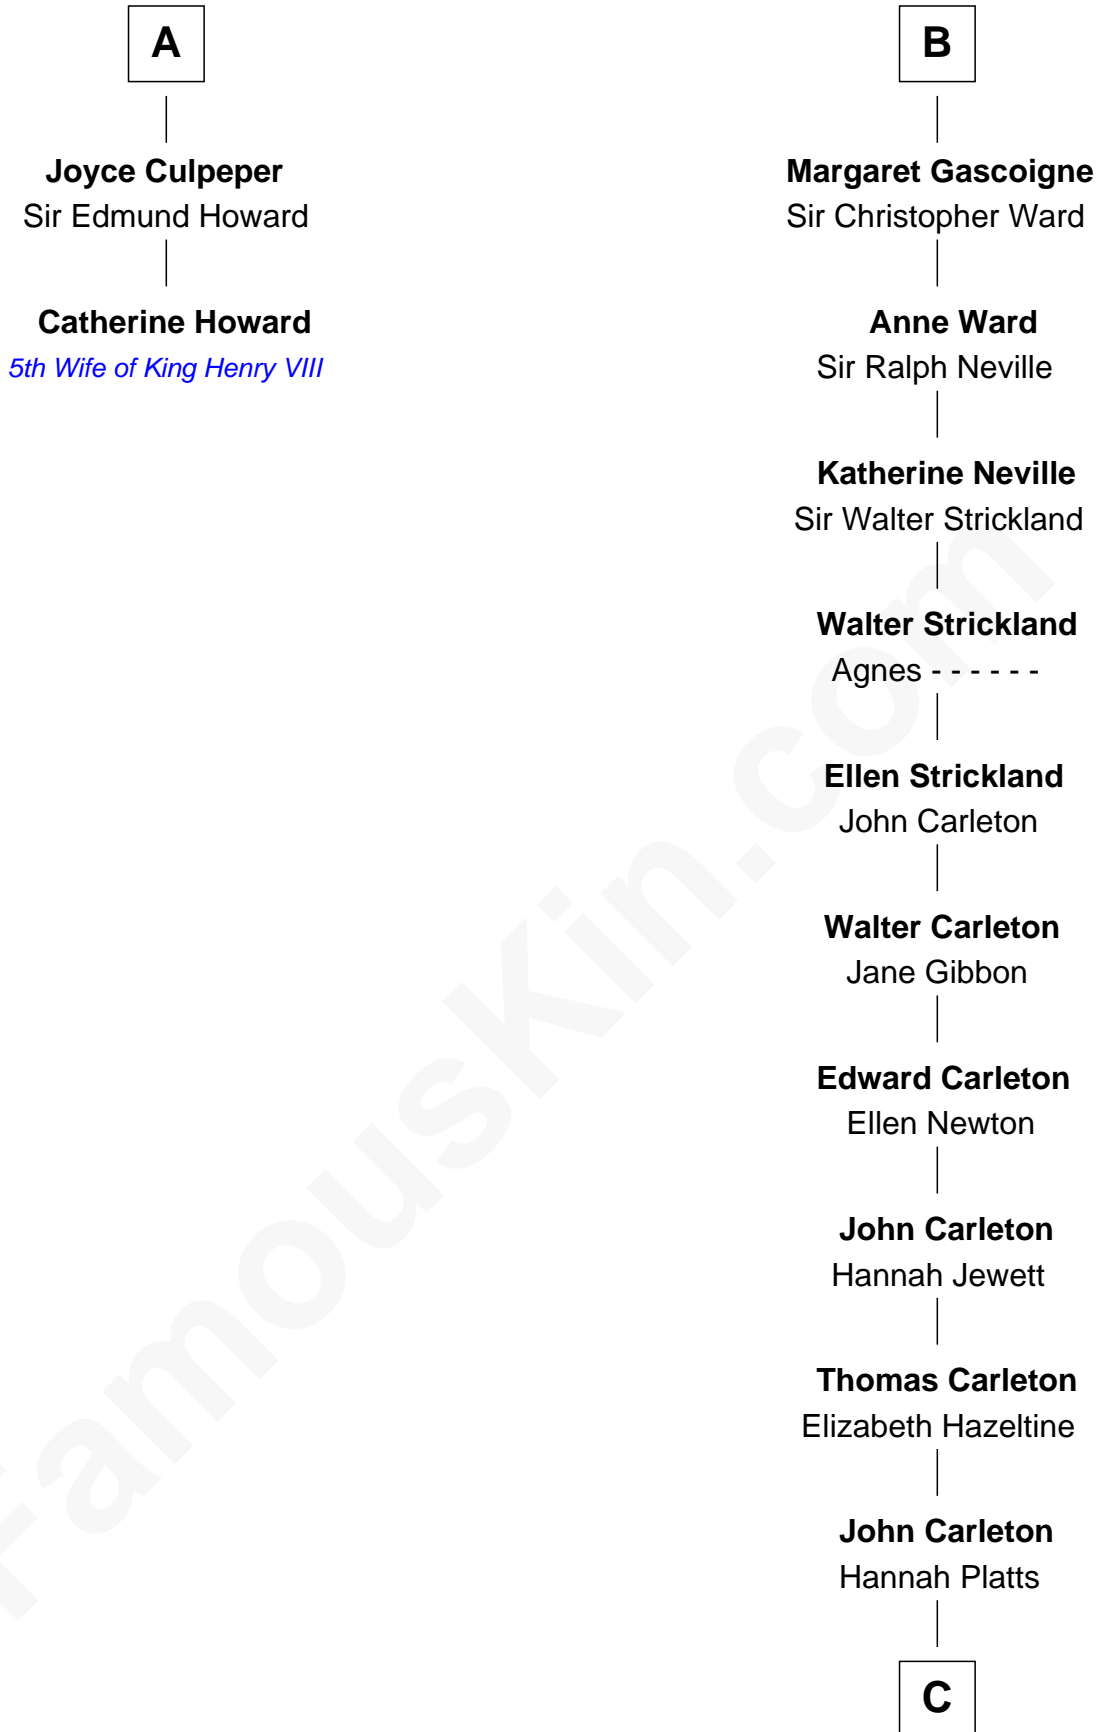 A
Joyce Culpeper
Sir Edmund Howard
Catherine Howard
5th Wife of King Henry VIII
B
Margaret Gascoigne
Sir Christopher Ward
Anne Ward
Sir Ralph Neville
Katherine Neville
Sir Walter Strickland
Walter Strickland
Agnes - - - - - -
Ellen Strickland
John Carleton
Walter Carleton
Jane Gibbon
Edward Carleton
Ellen Newton
John Carleton
Hannah Jewett
Thomas Carleton
Elizabeth Hazeltine
John Carleton
Hannah Platts
C
FamousKin.com